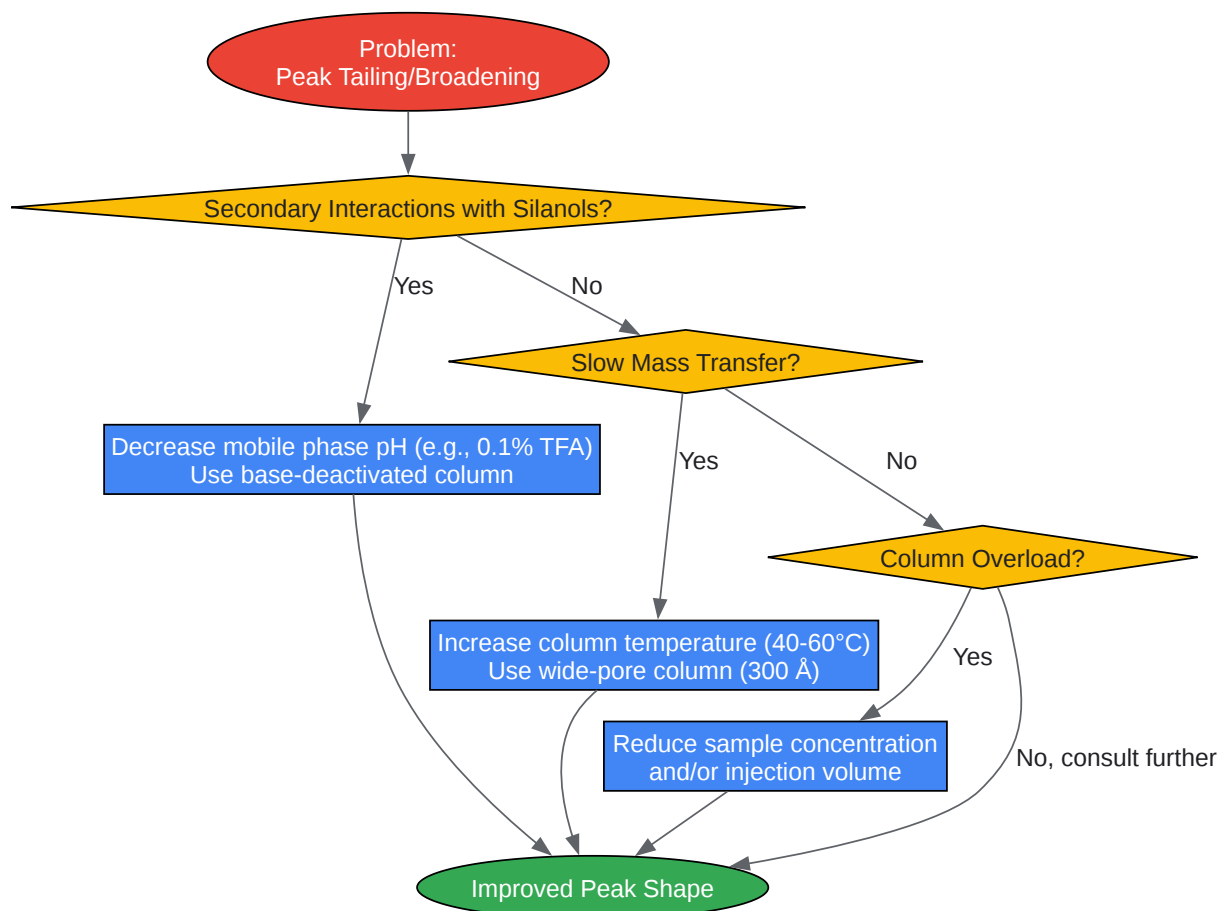 Problem:
Peak Tailing/Broadening
Secondary Interactions with Silanols?
Yes
No
Slow Mass Transfer?
Decrease mobile phase pH (e.g., 0.1% TFA)
Use base-deactivated column
Yes
No
Column Overload?
Increase column temperature (40-60°C)
Use wide-pore column (300 Å)
Yes
Reduce sample concentration
and/or injection volume
No, consult further
Improved Peak Shape